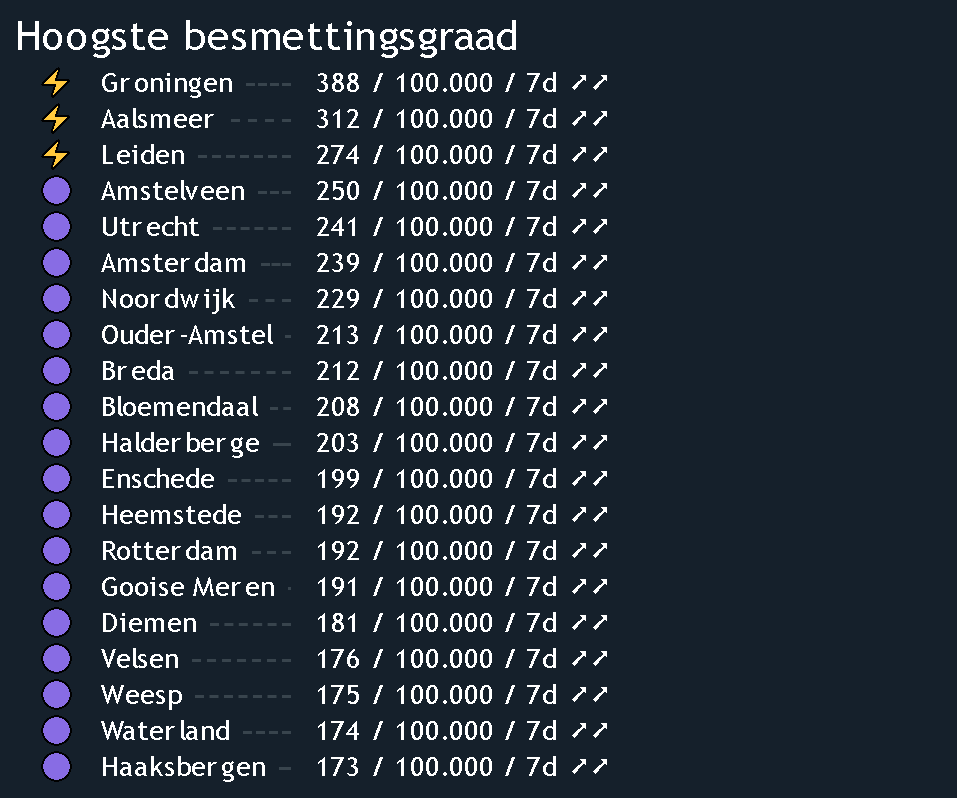 Hoogste besmettingsgraad
⚡ Groningen ---- 388 / 100.000 / 7d ➚➚
⚡ Aalsmeer ---- 312 / 100.000 / 7d ➚➚
⚡ Leiden ------- 274 / 100.000 / 7d ➚➚
Amstelveen --- 250 / 100.000 / 7d ➚➚
Utrecht ------ 241 / 100.000 / 7d ➚➚
Amsterdam --- 239 / 100.000 / 7d ➚➚
Noordwijk --- 229 / 100.000 / 7d ➚➚
Ouder-Amstel - 213 / 100.000 / 7d ➚➚
Breda ------- 212 / 100.000 / 7d ➚➚
Bloemendaal -- 208 / 100.000 / 7d ➚➚
Halderberge -- 203 / 100.000 / 7d ➚➚
Enschede ----- 199 / 100.000 / 7d ➚➚
Heemstede --- 192 / 100.000 / 7d ➚➚
Rotterdam --- 192 / 100.000 / 7d ➚➚
Gooise Meren - 191 / 100.000 / 7d ➚➚
Diemen ------ 181 / 100.000 / 7d ➚➚
Velsen ------- 176 / 100.000 / 7d ➚➚
Weesp ------- 175 / 100.000 / 7d ➚➚
Waterland ---- 174 / 100.000 / 7d ➚➚
Haaksbergen - 173 / 100.000 / 7d ➚➚